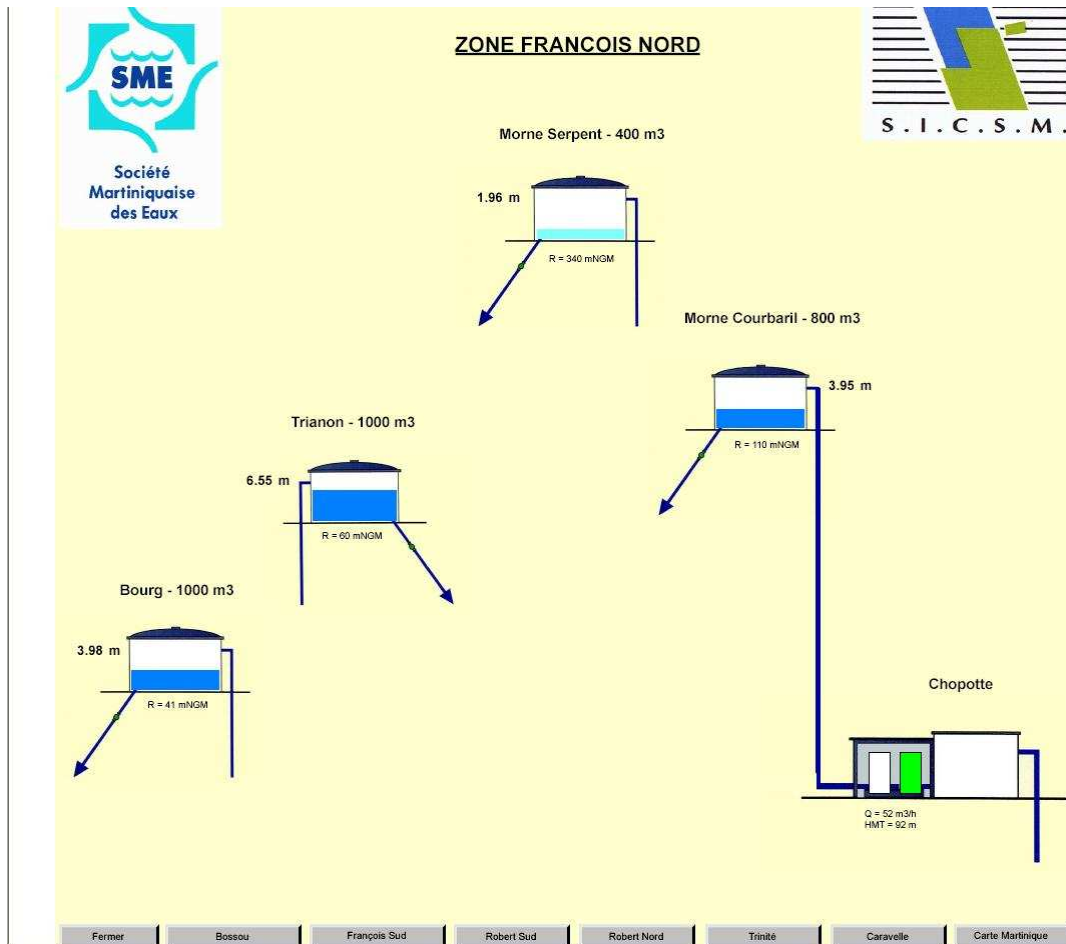 ZONE FRANCOIS NORD
SME
Société
Martiniquaise
des Eaux
S.I.C.S.M.
Morne Serpent - 400 m3
1.96 m
R = 340 mNGM
Morne Courbaril - 800 m3
3.95 m
R = 110 mNGM
Trianon - 1000 m3
6.55 m
R = 60 mNGM
Bourg - 1000 m3
3.98 m
R = 41 mNGM
Chopotte
Q = 52 m3/h
HMT = 92 m
Fermer Bossou François Sud Robert Sud Robert Nord Trinité Caravelle Carte Martinique